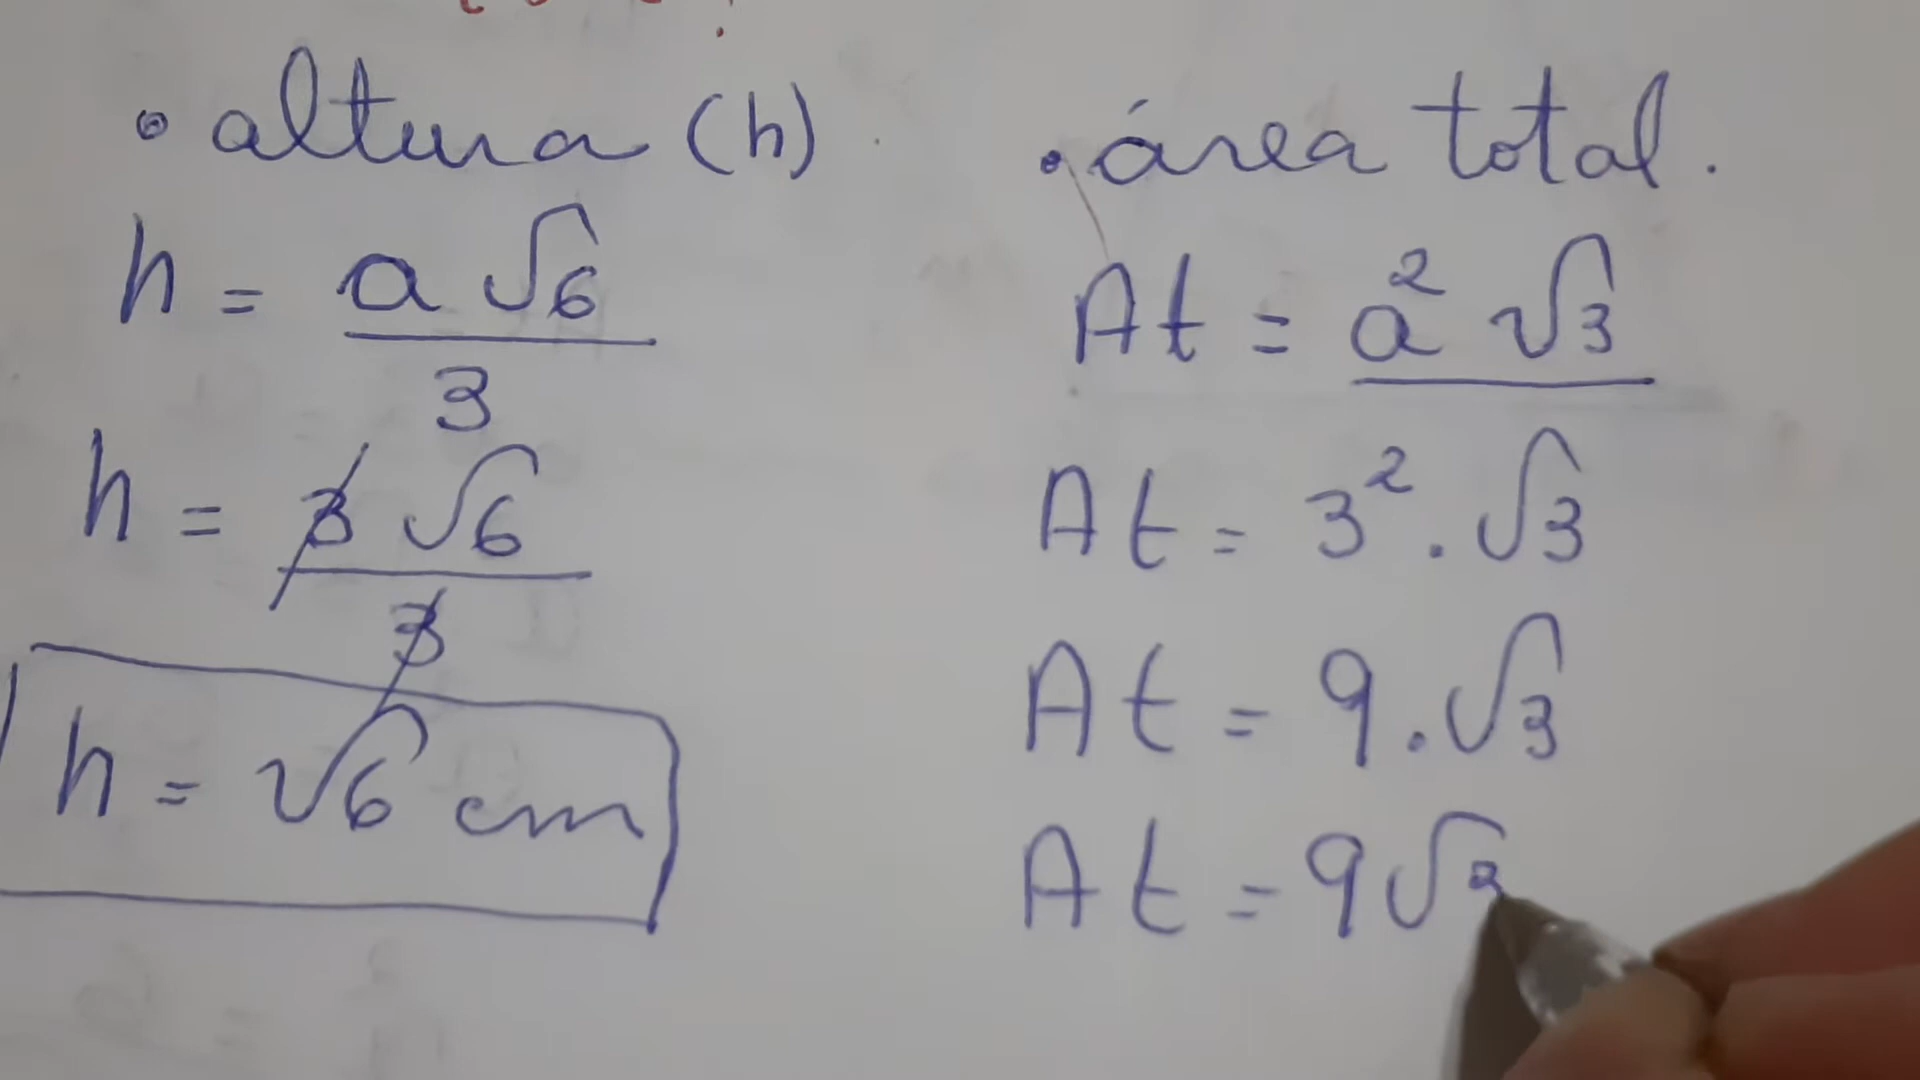 • altura (h)
h = a √6
3
h = 3 √6
3
h = √6 cm
• área total.
At = a² √3
At = 3² . √3
At = 9 . √3
At = 9 √3